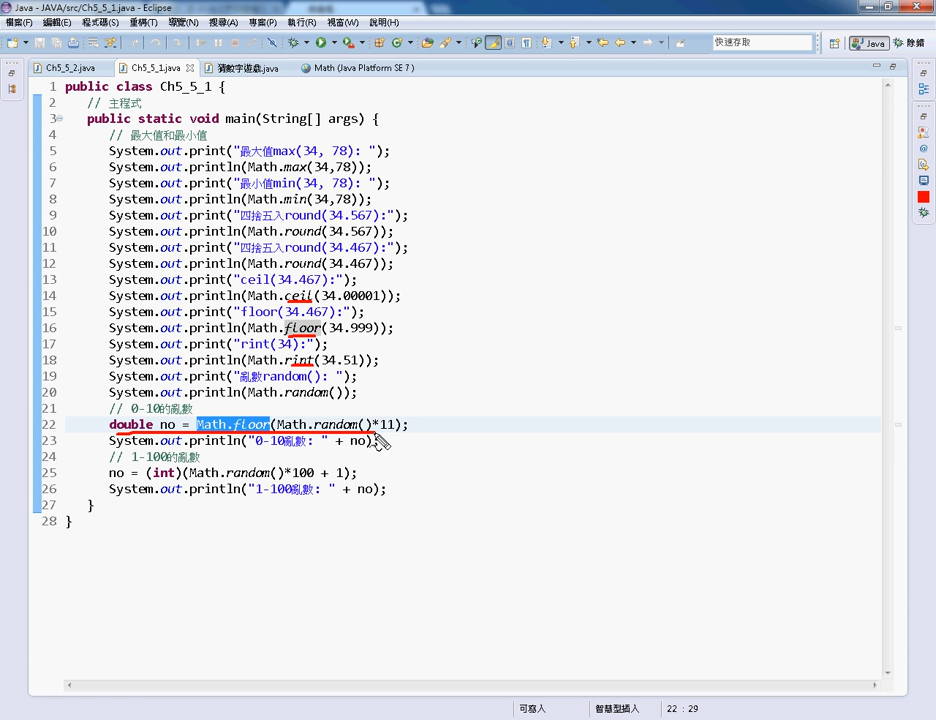 Java - JAVA/src/Ch5_5_1.java - Eclipse
檔案(F) 編輯(E) 程式碼(S) 重構(T) 導覽(N) 搜尋(A) 專案(P) 執行(R) 視窗(W) 說明(H)
快速存取 Java 除錯
Ch5_5_2.java Ch5_5_1.java 猜數字遊戲.java Math (Java Platform SE 7 )
1 public class Ch5_5_1 {
2 // 主程式
3 public static void main(String[] args) {
4 // 最大值和最小值
5 System.out.print("最大值max(34, 78): ");
6 System.out.println(Math.max(34,78));
7 System.out.print("最小值min(34, 78): ");
8 System.out.println(Math.min(34,78));
9 System.out.print("四捨五入round(34.567):");
10 System.out.println(Math.round(34.567));
11 System.out.print("四捨五入round(34.467):");
12 System.out.println(Math.round(34.467));
13 System.out.print("ceil(34.467):");
14 System.out.println(Math.ceil(34.00001));
15 System.out.print("floor(34.467):");
16 System.out.println(Math.floor(34.999));
17 System.out.print("rint(34):");
18 System.out.println(Math.rint(34.51));
19 System.out.print("亂數random(): ");
20 System.out.println(Math.random());
21 // 0-10的亂數
22 double no = Math.floor(Math.random()*11);
23 System.out.println("0-10亂數: " + no);
24 // 1-100的亂數
25 no = (int)(Math.random()*100 + 1);
26 System.out.println("1-100亂數: " + no);
27 }
28 }
可寫入 智慧型插入 22 : 29